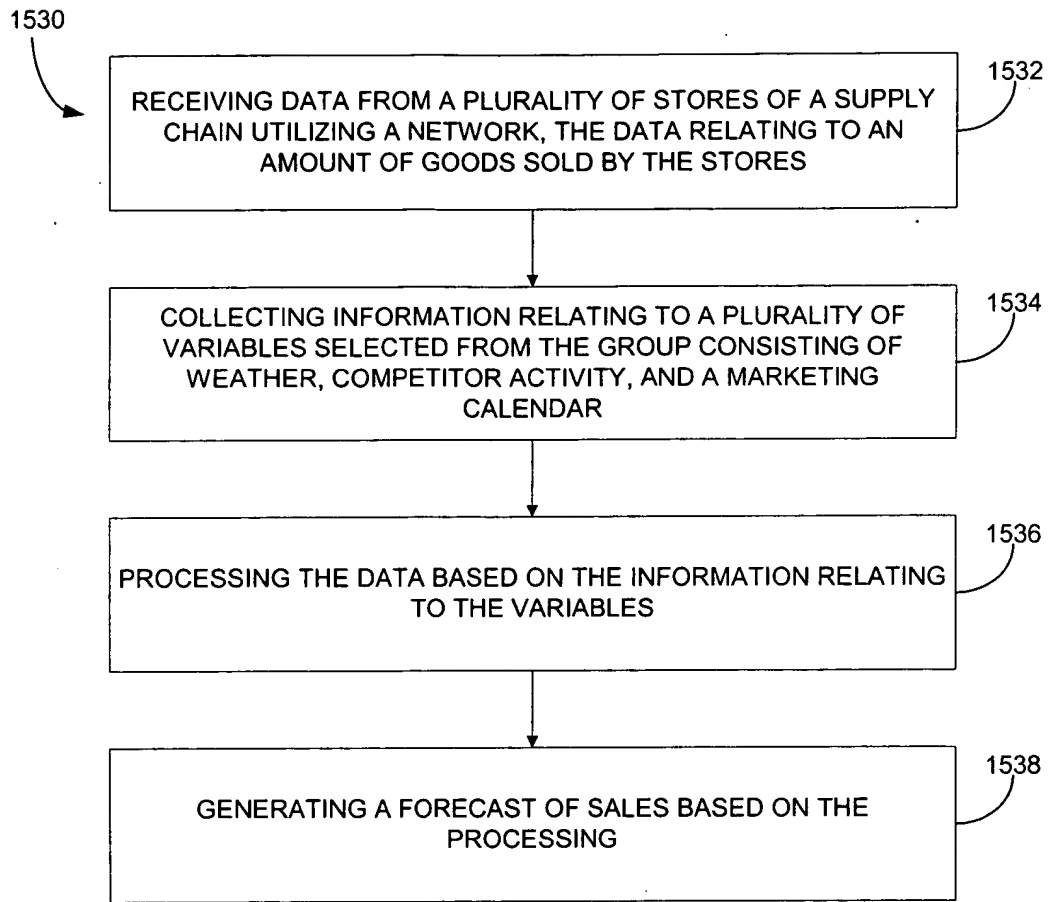 1530
1532
RECEIVING DATA FROM A PLURALITY OF STORES OF A SUPPLY
CHAIN UTILIZING A NETWORK, THE DATA RELATING TO AN
AMOUNT OF GOODS SOLD BY THE STORES
1534
COLLECTING INFORMATION RELATING TO A PLURALITY OF
VARIABLES SELECTED FROM THE GROUP CONSISTING OF
WEATHER, COMPETITOR ACTIVITY, AND A MARKETING
CALENDAR
1536
PROCESSING THE DATA BASED ON THE INFORMATION RELATING
TO THE VARIABLES
1538
GENERATING A FORECAST OF SALES BASED ON THE
PROCESSING